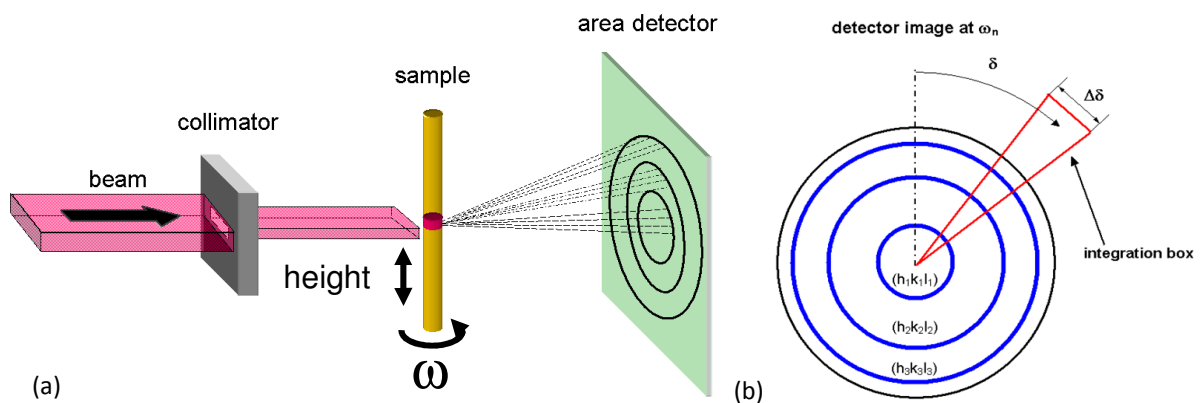 area detector
sample
collimator
beam
height
ω
(a)
detector image at ωₙ
δ
Δδ
integration box
(h₁k₁l₁)
(h₂k₂l₂)
(h₃k₃l₃)
(b)